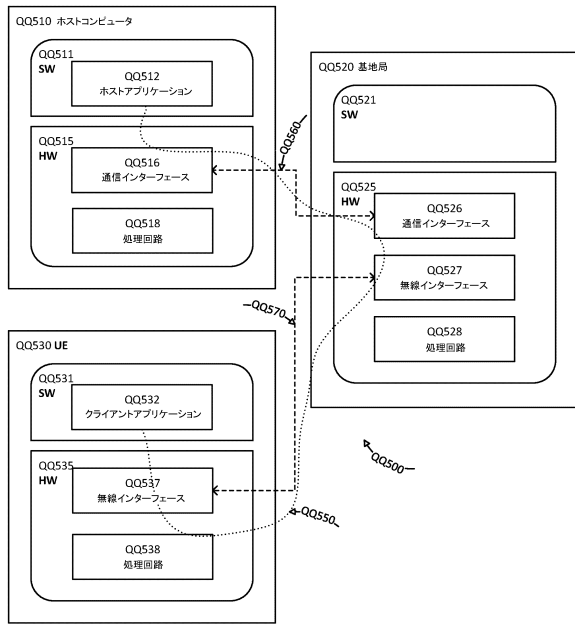 QQ510 ホストコンピュータ
QQ511
SW
QQ512
ホストアプリケーション
QQ515
HW
QQ516
通信インターフェース
QQ518
処理回路
QQ560
QQ520 基地局
QQ521
SW
QQ525
HW
QQ526
通信インターフェース
QQ527
無線インターフェース
QQ528
処理回路
QQ570
QQ530 UE
QQ531
SW
QQ532
クライアントアプリケーション
QQ535
HW
QQ537
無線インターフェース
QQ538
処理回路
QQ500
QQ550